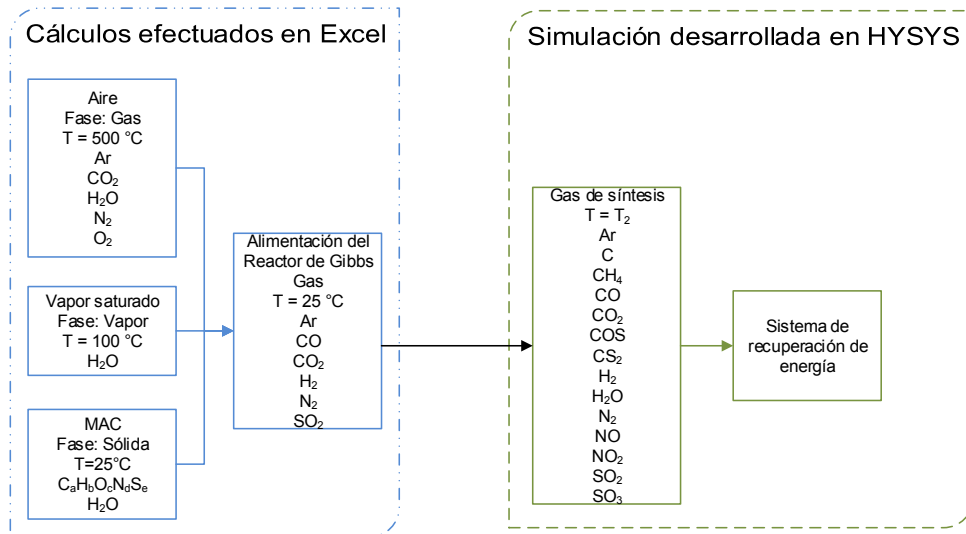 Cálculos efectuados en Excel
Aire
Fase: Gas
T = 500 °C
Ar
CO₂
H₂O
N₂
O₂
Vapor saturado
Fase: Vapor
T = 100 °C
H₂O
MAC
Fase: Sólida
T=25°C
CₐH_bO_cN_dS_e
H₂O
Alimentación del
Reactor de Gibbs
Gas
T = 25 °C
Ar
CO
CO₂
H₂
N₂
SO₂
Simulación desarrollada en HYSYS
Gas de síntesis
T = T₂
Ar
C
CH₄
CO
CO₂
COS
CS₂
H₂
H₂O
N₂
NO
NO₂
SO₂
SO₃
Sistema de
recuperación de
energía